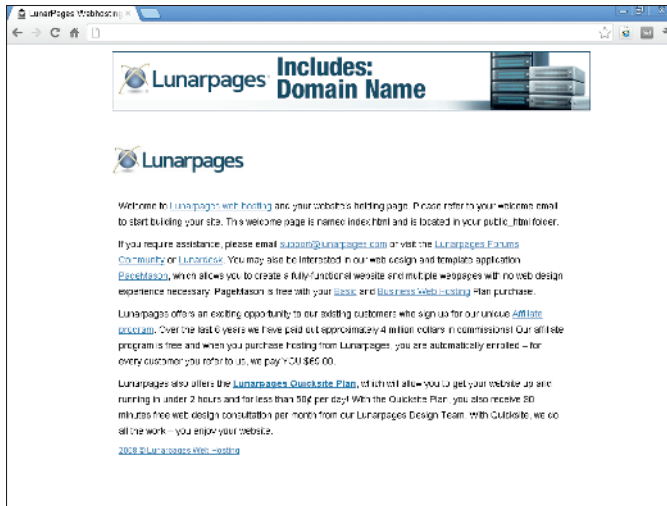 LunarPages Webhosting
Lunarpages
Includes:
Domain Name
Lunarpages
Welcome to Lunarpages web hosting and your website's holding page. Please refer to your welcome email
to start building your site. This welcome page is named index.html and is located in your public_html folder.
If you require assistance, please email support@lunarpages.com or visit the Lunarpages Forums
Community or Lunardesk. You may also be interested in our web design and template application
PageMason, which allows you to create a fully-functional website and multiple webpages with no web design
experience necessary. PageMason is free with your Basic and Business Web Hosting Plan purchase.
Lunarpages offers an exciting opportunity to our existing customers who sign up for our unique Affiliate
program. Over the last 6 years we have paid out approximately 4 million dollars in commissions! Our affiliate
program is free and when you purchase hosting from Lunarpages, you are automatically enrolled – for
every customer you refer to us, we pay YOU $65.00.
Lunarpages also offers the Lunarpages Quicksite Plan, which will allow you to get your website up and
running in under 2 hours and for less than 50¢ per day! With the Quicksite Plan, you also receive 30
minutes free web design consultation per month from our Lunarpages Design Team. With Quicksite, we do
all the work – you enjoy your website.
2008 © Lunarpages Web Hosting